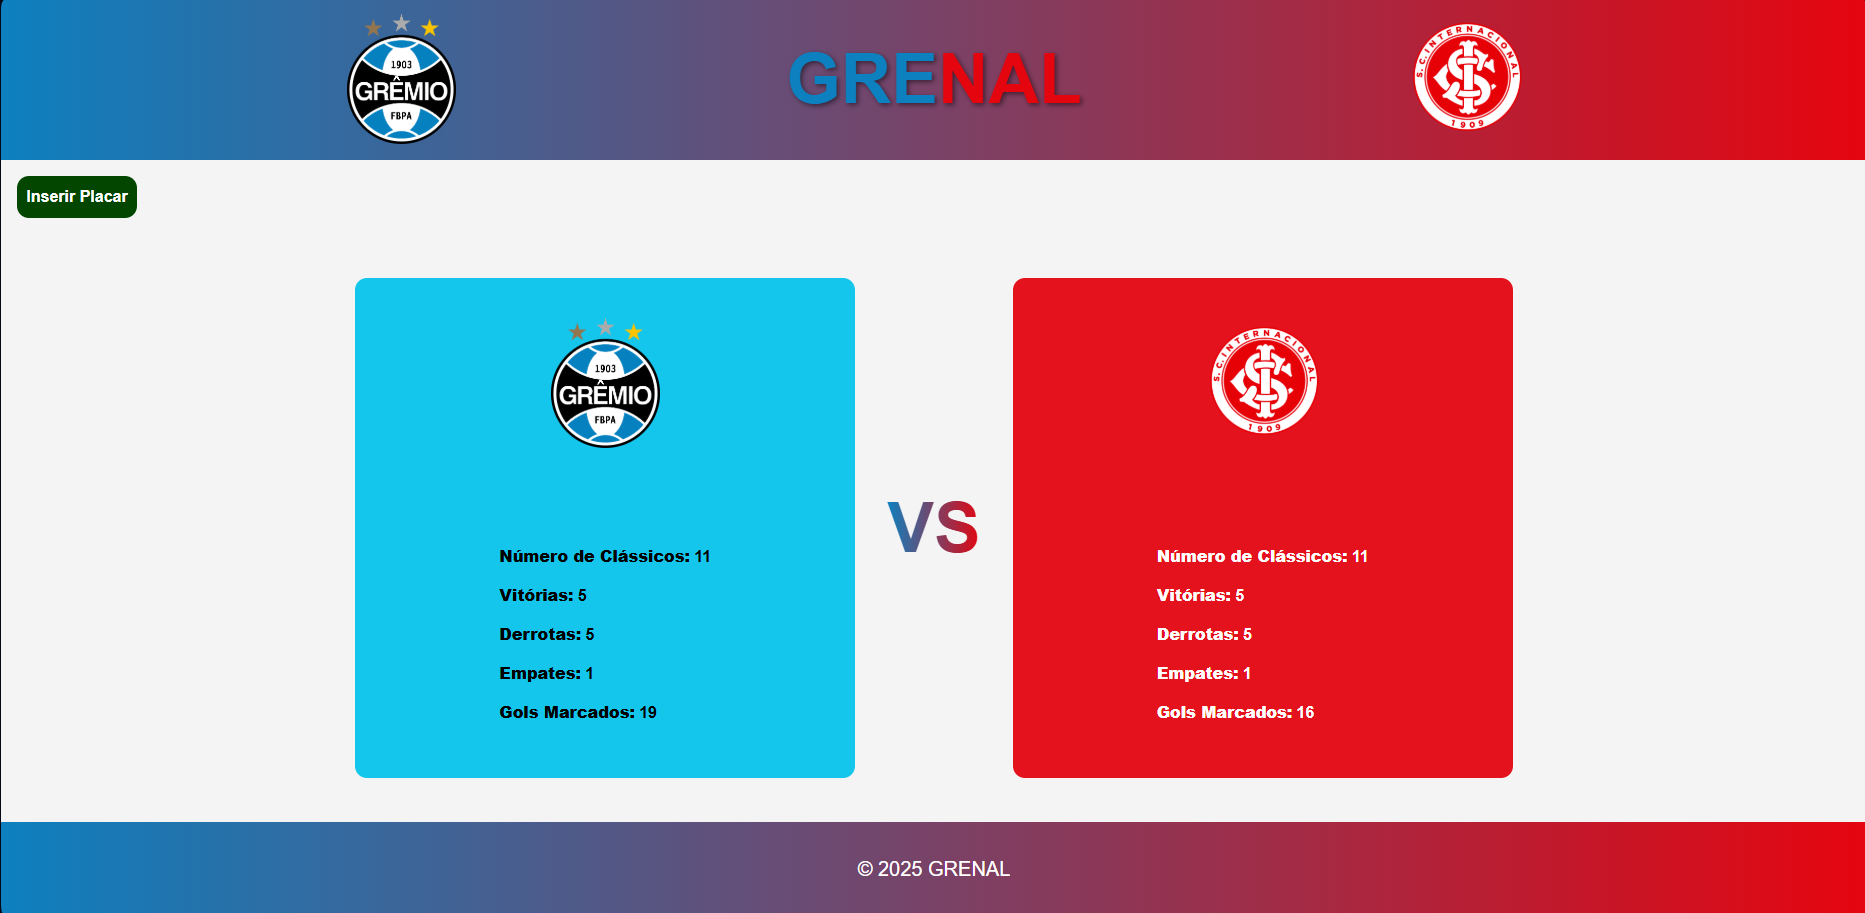 1903
GRÊMIO
FBPA
GRENAL
S.C.INTERNACIONAL
1909
Inserir Placar
1903
GRÊMIO
FBPA
Número de Clássicos: 11
Vitórias: 5
Derrotas: 5
Empates: 1
Gols Marcados: 19
VS
S.C.INTERNACIONAL
1909
Número de Clássicos: 11
Vitórias: 5
Derrotas: 5
Empates: 1
Gols Marcados: 16
© 2025 GRENAL